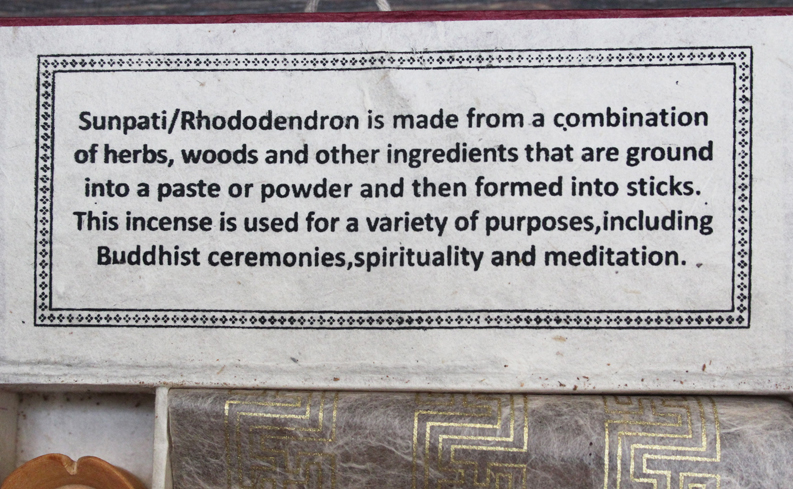 Sunpati/Rhododendron is made from a combination
of herbs, woods and other ingredients that are ground
into a paste or powder and then formed into sticks.
This incense is used for a variety of purposes,including
Buddhist ceremonies,spirituality and meditation.